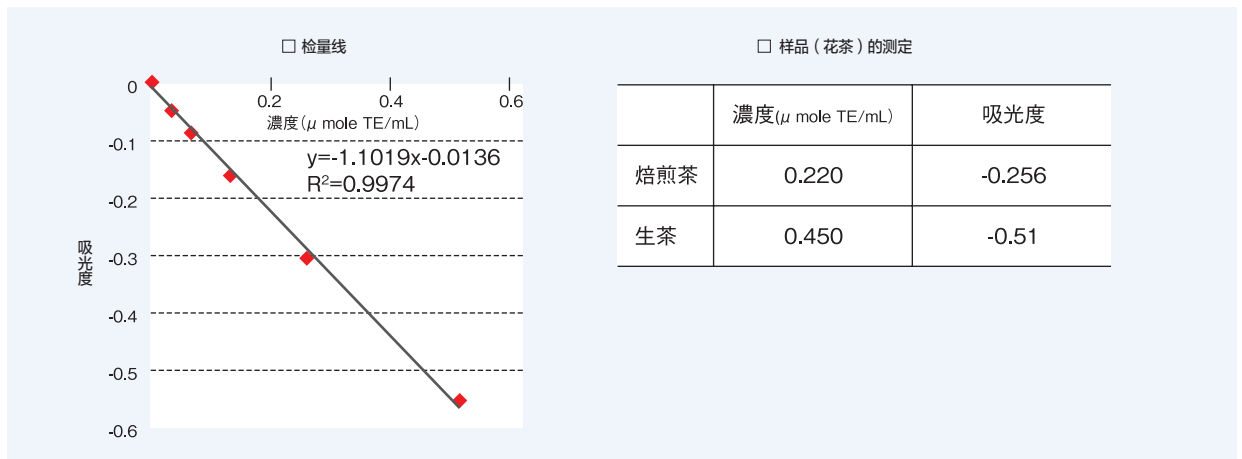 □ 检量线
0
0.2
0.4
0.6
濃度(μ mole TE/mL)
-0.1
y=-1.1019x-0.0136
R²=0.9974
-0.2
吸光度
-0.3
-0.4
-0.5
-0.6
□ 样品（花茶）的测定
濃度(μ mole TE/mL) 吸光度
焙煎茶 0.220 -0.256
生茶 0.450 -0.51